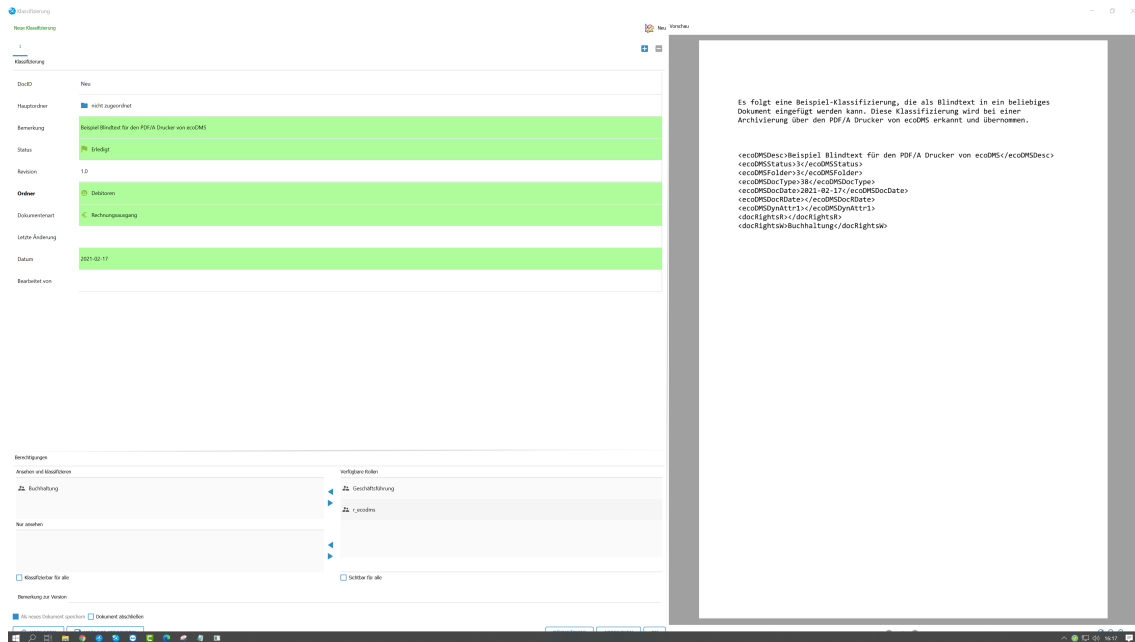 Klassifizierung
Neue Klassifizierung
Neu
Vorschau
1
Klassifizierung
DocID Neu
Hauptordner nicht zugeordnet
Bemerkung Beispiel Blindtext für den PDF/A Drucker von ecoDMS
Status Erledigt
Revision 1.0
Ordner Debitoren
Dokumentenart Rechnungsausgang
Letzte Änderung
Datum 2021-02-17
Bearbeitet von
Berechtigungen
Ansehen und klassifizieren
Verfügbare Rollen
Buchhaltung
Geschäftsführung
r_ecodms
Nur ansehen
Klassifizierbar für alle
Sichtbar für alle
Bemerkung zur Version
Als neues Dokument speichern Dokument abschließen
Es folgt eine Beispiel-Klassifizierung, die als Blindtext in ein beliebiges
Dokument eingefügt werden kann. Diese Klassifizierung wird bei einer
Archivierung über den PDF/A Drucker von ecoDMS erkannt und übernommen.
<ecoDMSDesc>Beispiel Blindtext für den PDF/A Drucker von ecoDMS</ecoDMSDesc>
<ecoDMSStatus>3</ecoDMSStatus>
<ecoDMSFolder>3</ecoDMSFolder>
<ecoDMSDocType>38</ecoDMSDocType>
<ecoDMSDocDate>2021-02-17</ecoDMSDocDate>
<ecoDMSDocRDate></ecoDMSDocRDate>
<ecoDMSDynAttr1></ecoDMSDynAttr1>
<docRightsR></docRightsR>
<docRightsW>Buchhaltung</docRightsW>
16:17